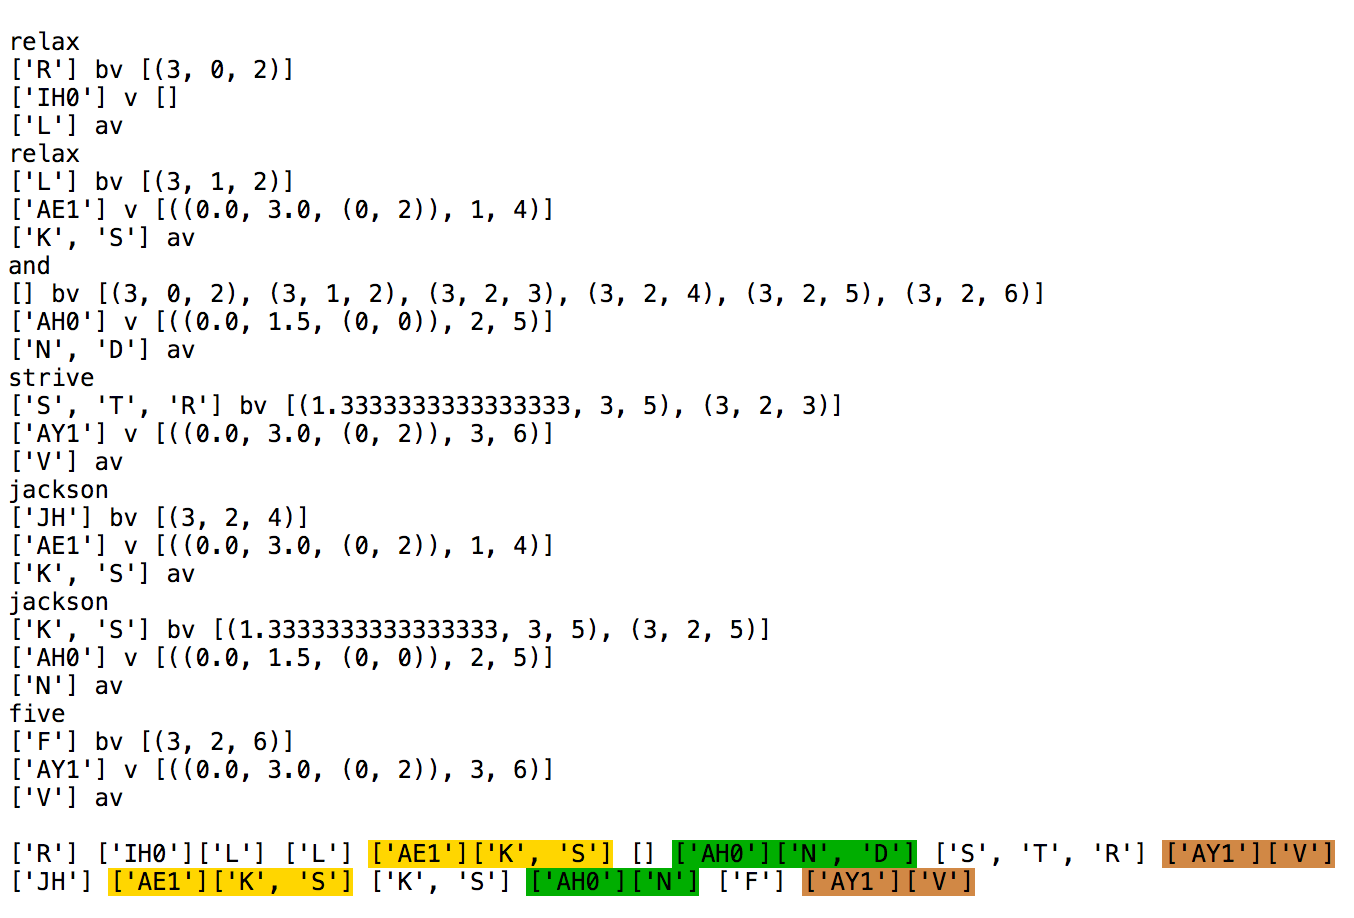 relax
['R'] bv [(3, 0, 2)]
['IH0'] v []
['L'] av
relax
['L'] bv [(3, 1, 2)]
['AE1'] v [((0.0, 3.0, (0, 2)), 1, 4)]
['K', 'S'] av
and
[] bv [(3, 0, 2), (3, 1, 2), (3, 2, 3), (3, 2, 4), (3, 2, 5), (3, 2, 6)]
['AH0'] v [((0.0, 1.5, (0, 0)), 2, 5)]
['N', 'D'] av
strive
['S', 'T', 'R'] bv [(1.3333333333333333, 3, 5), (3, 2, 3)]
['AY1'] v [((0.0, 3.0, (0, 2)), 3, 6)]
['V'] av
jackson
['JH'] bv [(3, 2, 4)]
['AE1'] v [((0.0, 3.0, (0, 2)), 1, 4)]
['K', 'S'] av
jackson
['K', 'S'] bv [(1.3333333333333333, 3, 5), (3, 2, 5)]
['AH0'] v [((0.0, 1.5, (0, 0)), 2, 5)]
['N'] av
five
['F'] bv [(3, 2, 6)]
['AY1'] v [((0.0, 3.0, (0, 2)), 3, 6)]
['V'] av
['R'] ['IH0']['L'] ['L'] ['AE1']['K', 'S'] [] ['AH0']['N', 'D'] ['S', 'T', 'R'] ['AY1']['V']
['JH'] ['AE1']['K', 'S'] ['K', 'S'] ['AH0']['N'] ['F'] ['AY1']['V']